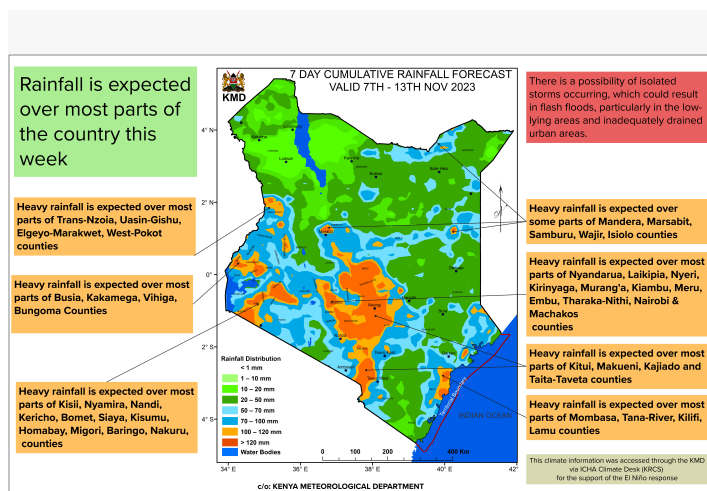 Rainfall is expected
over most parts of
the country this
week
7 DAY CUMULATIVE RAINFALL FORECAST
VALID 7TH - 13TH NOV 2023
KMD
There is a possibility of isolated
storms occurring, which could result
in flash floods, particularly in the low-
lying areas and inadequately drained
urban areas.
Heavy rainfall is expected over most
parts of Trans-Nzoia, Uasin-Gishu,
Elgeyo-Marakwet, West-Pokot
counties
Heavy rainfall is expected over most
parts of Busia, Kakamega, Vihiga,
Bungoma Counties
Heavy rainfall is expected over most
parts of Kisii, Nyamira, Nandi,
Kericho, Bomet, Siaya, Kisumu,
Homabay, Migori, Baringo, Nakuru,
counties
Heavy rainfall is expected over
some parts of Mandera, Marsabit,
Samburu, Wajir, Isiolo counties
Heavy rainfall is expected over most
parts of Nyandarua, Laikipia, Nyeri,
Kirinyaga, Murang'a, Kiambu, Meru,
Embu, Tharaka-Nithi, Nairobi &
Machakos
counties
Heavy rainfall is expected over most
parts of Kitui, Makueni, Kajiado and
Taita-Taveta counties
Heavy rainfall is expected over most
parts of Mombasa, Tana-River, Kilifi,
Lamu counties
4° N
2° N
0°
2° S
4° S
Lodwar
INDIAN OCEAN
Territorial Boundary
Rainfall Distribution
< 1 mm
1 – 10 mm
10 – 20 mm
20 – 50 mm
50 – 70 mm
70 – 100 mm
100 – 120 mm
> 120 mm
Water Bodies
0 100 200 400 Km
34° E
36° E
38° E
40° E
42°
c/o: KENYA METEOROLOGICAL DEPARTMENT
This climate information was accessed through the KMD
via ICHA Climate Desk (KRCS)
for the support of the El Niño response